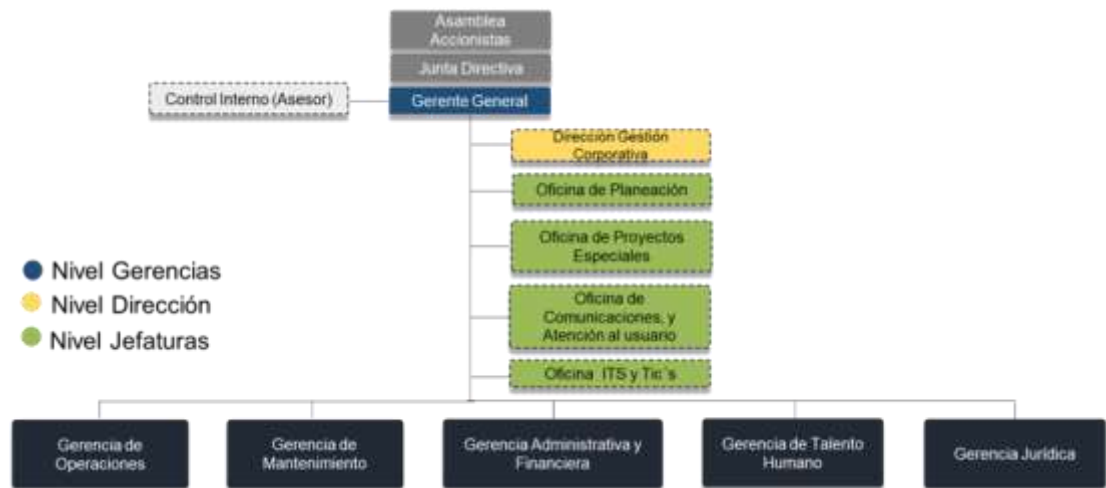 Asamblea
Accionistas
Junta Directiva
Control Interno (Asesor)
Gerente General
Dirección Gestión
Corporativa
Oficina de Planeación
Oficina de Proyectos
Especiales
Oficina de
Comunicaciones, y
Atención al usuario
Oficina ITS y Tic´s
Nivel Gerencias
Nivel Dirección
Nivel Jefaturas
Gerencia de
Operaciones
Gerencia de
Mantenimiento
Gerencia Administrativa y
Financiera
Gerencia de Talento
Humano
Gerencia Jurídica